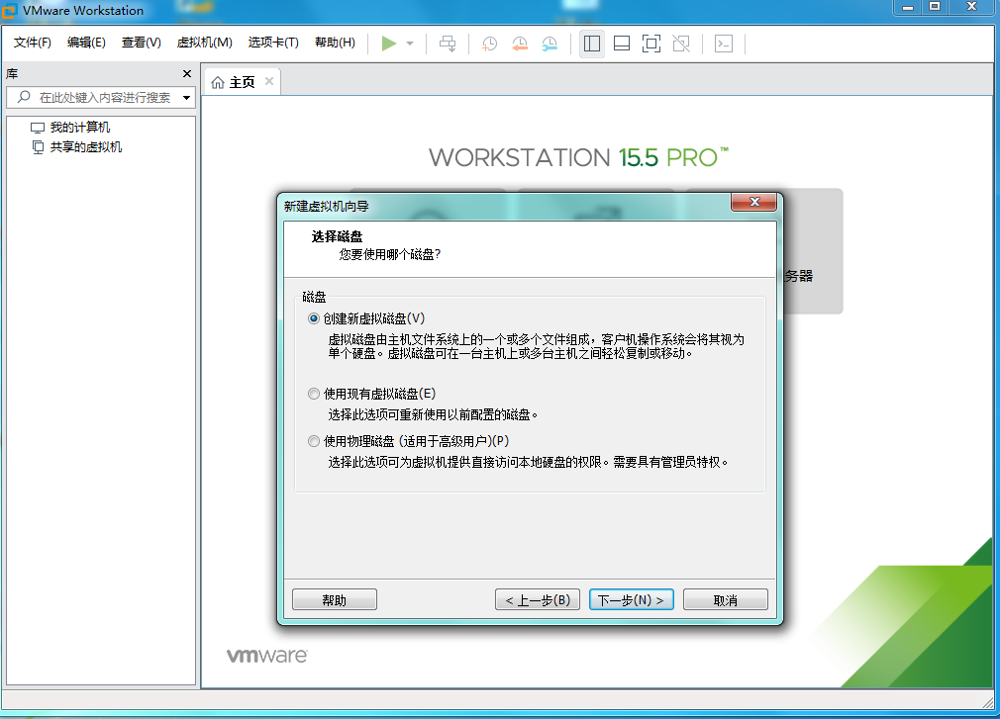 VMware Workstation
文件(F) 编辑(E) 查看(V) 虚拟机(M) 选项卡(T) 帮助(H)
库
在此处键入内容进行搜索
我的计算机
共享的虚拟机
主页
WORKSTATION 15.5 PRO™
务器
新建虚拟机向导
选择磁盘
您要使用哪个磁盘?
磁盘
创建新虚拟磁盘(V)
虚拟磁盘由主机文件系统上的一个或多个文件组成，客户机操作系统会将其视为
单个硬盘。虚拟磁盘可在一台主机上或多台主机之间轻松复制或移动。
使用现有虚拟磁盘(E)
选择此选项可重新使用以前配置的磁盘。
使用物理磁盘 (适用于高级用户)(P)
选择此选项可为虚拟机提供直接访问本地硬盘的权限。需要具有管理员特权。
帮助 < 上一步(B) 下一步(N) > 取消
vmware